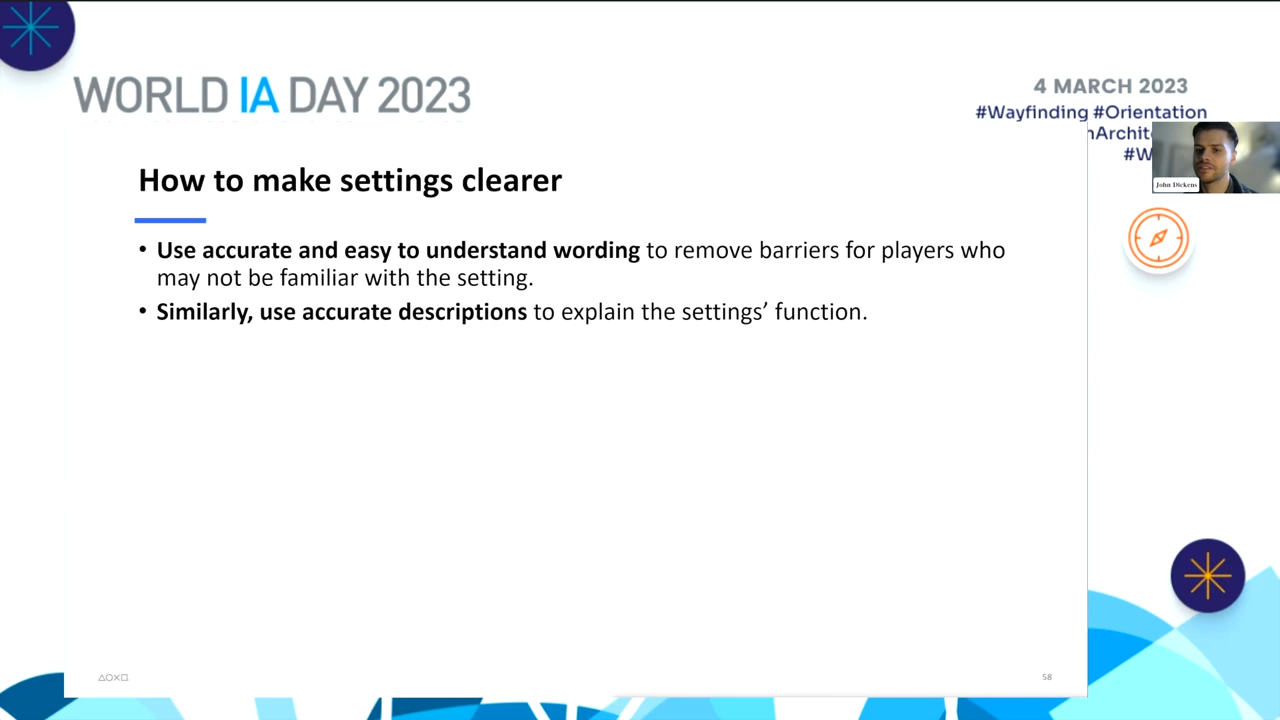 WORLD IA DAY 2023
4 MARCH 2023
#Wayfinding #Orientation
#W
John Dickens
How to make settings clearer
• Use accurate and easy to understand wording to remove barriers for players who
may not be familiar with the setting.
• Similarly, use accurate descriptions to explain the settings’ function.
58